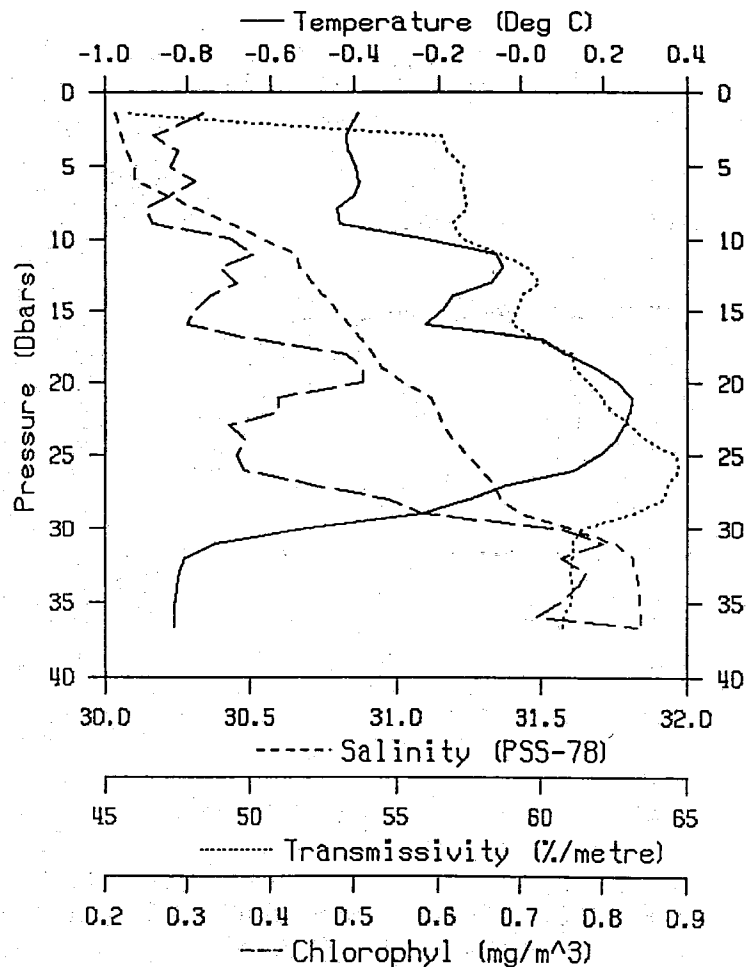 Temperature (Deg C)
-1.0 -0.8 -0.6 -0.4 -0.2 -0.0 0.2 0.4
0 0
5 5
10 10
15 15
20 20
25 25
30 30
35 35
40 40
Pressure (Dbars)
30.0 30.5 31.0 31.5 32.0
Salinity (PSS-78)
45 50 55 60 65
Transmissivity (%/metre)
0.2 0.3 0.4 0.5 0.6 0.7 0.8 0.9
Chlorophyl (mg/m^3)